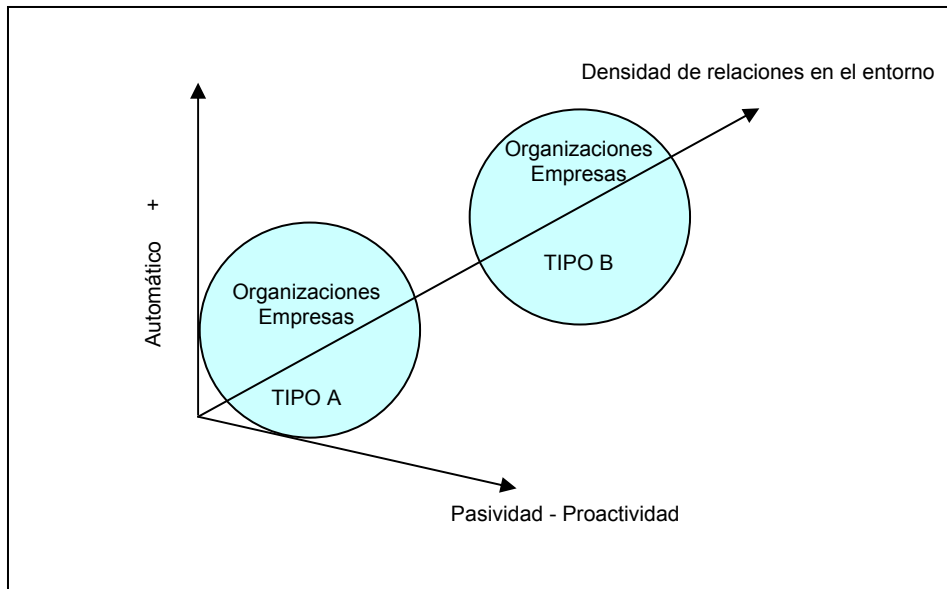 Densidad de relaciones en el entorno
Organizaciones
Empresas
TIPO B
Automático +
Organizaciones
Empresas
TIPO A
Pasividad - Proactividad